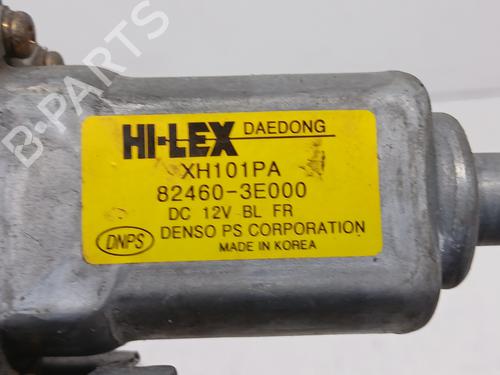 B-PARTS
HI-LEX DAEDONG
XH101PA
82460-3E000
DC 12V BL FR
DNPS DENSO PS CORPORATION
MADE IN KOREA